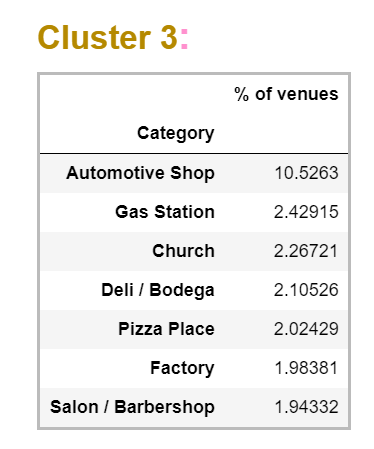 Cluster 3:
% of venues
Category
Automotive Shop 10.5263
Gas Station 2.42915
Church 2.26721
Deli / Bodega 2.10526
Pizza Place 2.02429
Factory 1.98381
Salon / Barbershop 1.94332